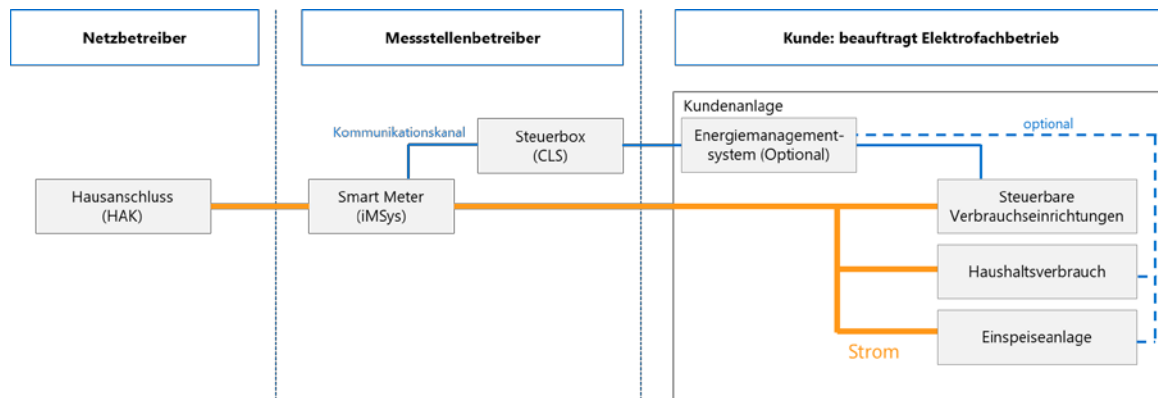 Netzbetreiber
Messstellenbetreiber
Kunde: beauftragt Elektrofachbetrieb
Kundenanlage
Kommunikationskanal
Steuerbox
(CLS)
Energiemanagement-
system (Optional)
optional
Hausanschluss
(HAK)
Smart Meter
(iMSys)
Steuerbare
Verbrauchseinrichtungen
Haushaltsverbrauch
Einspeiseanlage
Strom